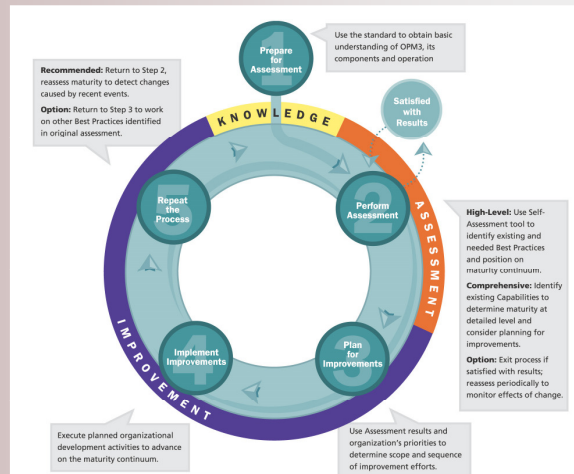 1
Prepare
for
Assessment
Use the standard to obtain basic
understanding of OPM3, its
components and operation
Recommended: Return to Step 2,
reassess maturity to detect changes
caused by recent events.
Option: Return to Step 3 to work
on other Best Practices identified
in original assessment.
KNOWLEDGE
Satisfied
with
Results
5
Repeat
the
Process
2
Perform
Assessment
ASSESSMENT
High-Level: Use Self-
Assessment tool to
identify existing and
needed Best Practices
and position on
maturity continuum.
Comprehensive: Identify
existing Capabilities to
determine maturity at
detailed level and
consider planning for
improvements.
Option: Exit process if
satisfied with results;
reassess periodically to
monitor effects of change.
4
Implement
Improvements
3
Plan
for
Improvements
IMPROVEMENT
Execute planned organizational
development activities to advance
on the maturity continuum.
Use Assessment results and
organization's priorities to
determine scope and sequence
of improvement efforts.